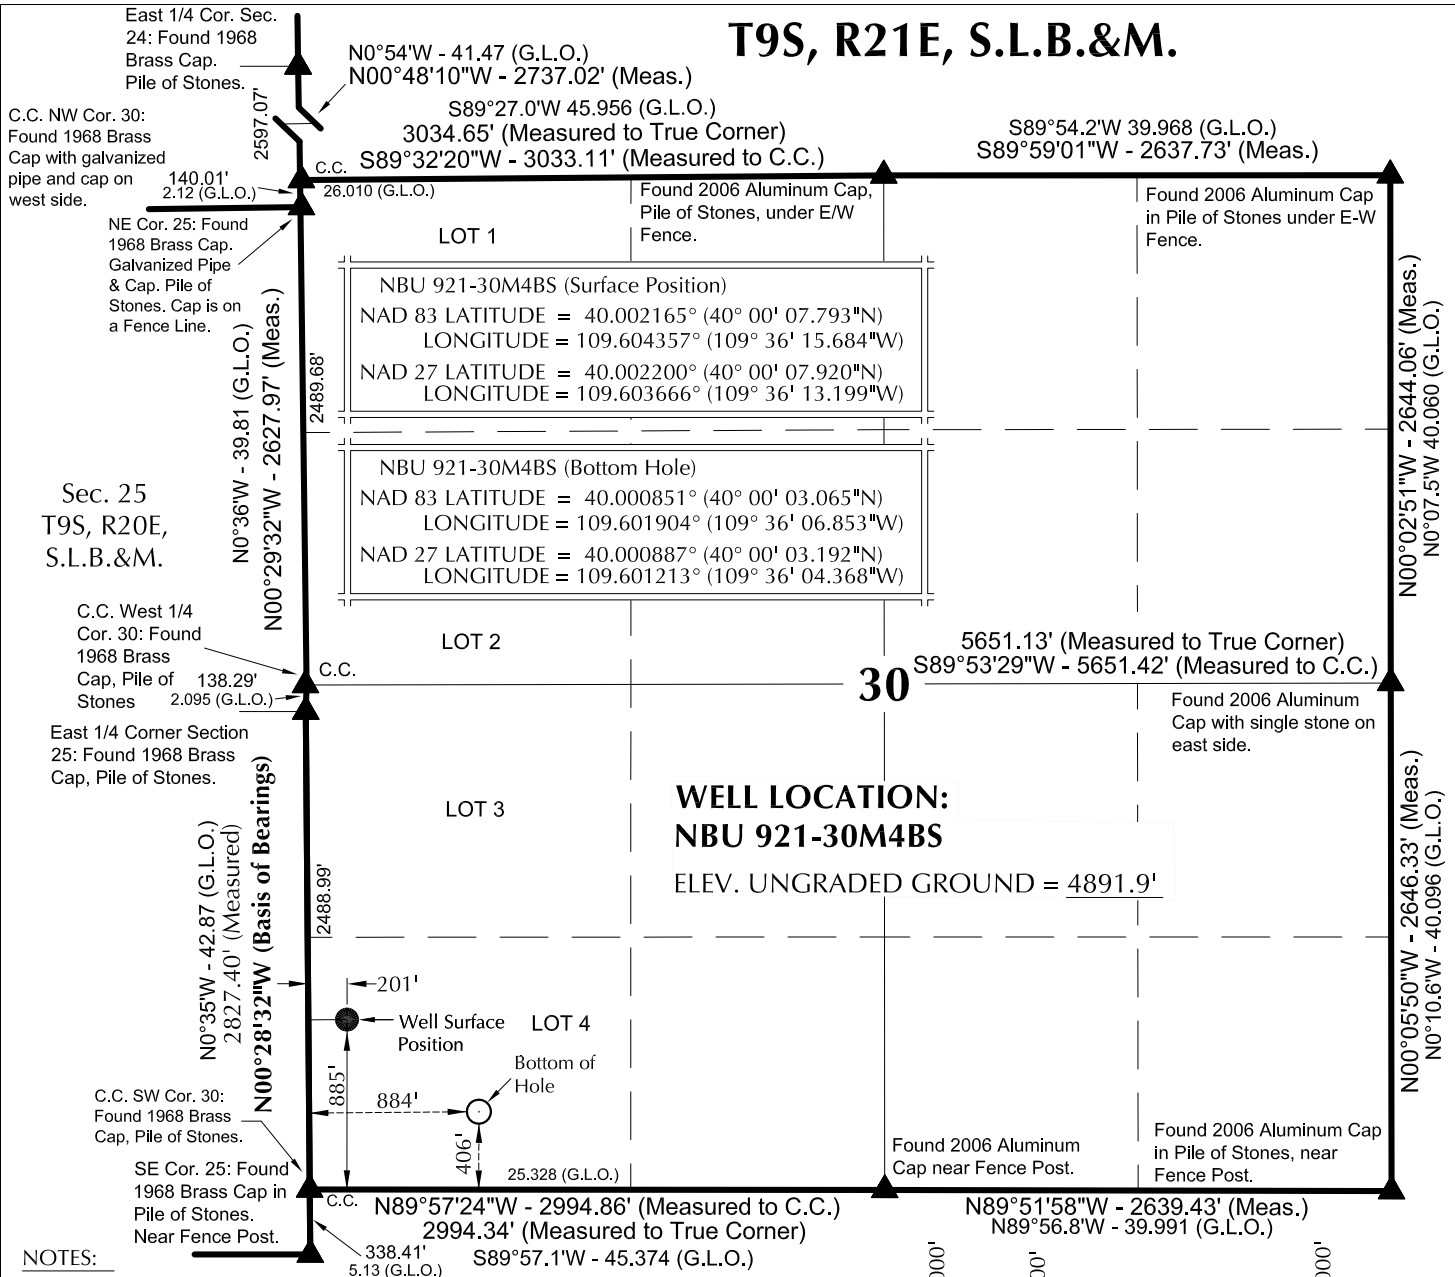 T9S, R21E, S.L.B.&M.
East 1/4 Cor. Sec.
24: Found 1968
Brass Cap.
Pile of Stones.
N0°54'W - 41.47 (G.L.O.)
N00°48'10"W - 2737.02' (Meas.)
2597.07'
C.C. NW Cor. 30:
Found 1968 Brass
Cap with galvanized
pipe and cap on
west side.
140.01'
2.12 (G.L.O.)
S89°27.0'W 45.956 (G.L.O.)
3034.65' (Measured to True Corner)
S89°32'20"W - 3033.11' (Measured to C.C.)
C.C.
26.010 (G.L.O.)
S89°54.2'W 39.968 (G.L.O.)
S89°59'01"W - 2637.73' (Meas.)
Found 2006 Aluminum Cap,
Pile of Stones, under E/W
Fence.
Found 2006 Aluminum Cap
in Pile of Stones under E-W
Fence.
NE Cor. 25: Found
1968 Brass Cap.
Galvanized Pipe
& Cap. Pile of
Stones. Cap is on
a Fence Line.
LOT 1
NBU 921-30M4BS (Surface Position)
NAD 83 LATITUDE = 40.002165° (40° 00' 07.793"N)
LONGITUDE = 109.604357° (109° 36' 15.684"W)
NAD 27 LATITUDE = 40.002200° (40° 00' 07.920"N)
LONGITUDE = 109.603666° (109° 36' 13.199"W)
NBU 921-30M4BS (Bottom Hole)
NAD 83 LATITUDE = 40.000851° (40° 00' 03.065"N)
LONGITUDE = 109.601904° (109° 36' 06.853"W)
NAD 27 LATITUDE = 40.000887° (40° 00' 03.192"N)
LONGITUDE = 109.601213° (109° 36' 04.368"W)
N0°36'W - 39.81 (G.L.O.)
N00°29'32"W - 2627.97' (Meas.)
2489.68'
N00°02'51"W - 2644.06' (Meas.)
N0°07.5'W 40.060 (G.L.O.)
Sec. 25
T9S, R20E,
S.L.B.&M.
C.C. West 1/4
Cor. 30: Found
1968 Brass
Cap, Pile of
Stones
138.29'
2.095 (G.L.O.)
C.C.
LOT 2
30
5651.13' (Measured to True Corner)
S89°53'29"W - 5651.42' (Measured to C.C.)
Found 2006 Aluminum
Cap with single stone on
east side.
East 1/4 Corner Section
25: Found 1968 Brass
Cap, Pile of Stones.
LOT 3
WELL LOCATION:
NBU 921-30M4BS
ELEV. UNGRADED GROUND = 4891.9'
N0°35'W - 42.87 (G.L.O.)
2827.40' (Measured)
N00°28'32"W (Basis of Bearings)
2488.99'
N00°05'50"W - 2646.33' (Meas.)
N0°10.6'W - 40.096 (G.L.O.)
201'
Well Surface
Position
LOT 4
Bottom of
Hole
885'
884'
406'
C.C. SW Cor. 30:
Found 1968 Brass
Cap, Pile of Stones.
SE Cor. 25: Found
1968 Brass Cap in
Pile of Stones.
Near Fence Post.
C.C.
25.328 (G.L.O.)
Found 2006 Aluminum
Cap near Fence Post.
Found 2006 Aluminum Cap
in Pile of Stones, near
Fence Post.
N89°57'24"W - 2994.86' (Measured to C.C.)
2994.34' (Measured to True Corner)
S89°57.1'W - 45.374 (G.L.O.)
N89°51'58"W - 2639.43' (Meas.)
N89°56.8'W - 39.991 (G.L.O.)
338.41'
5.13 (G.L.O.)
NOTES: